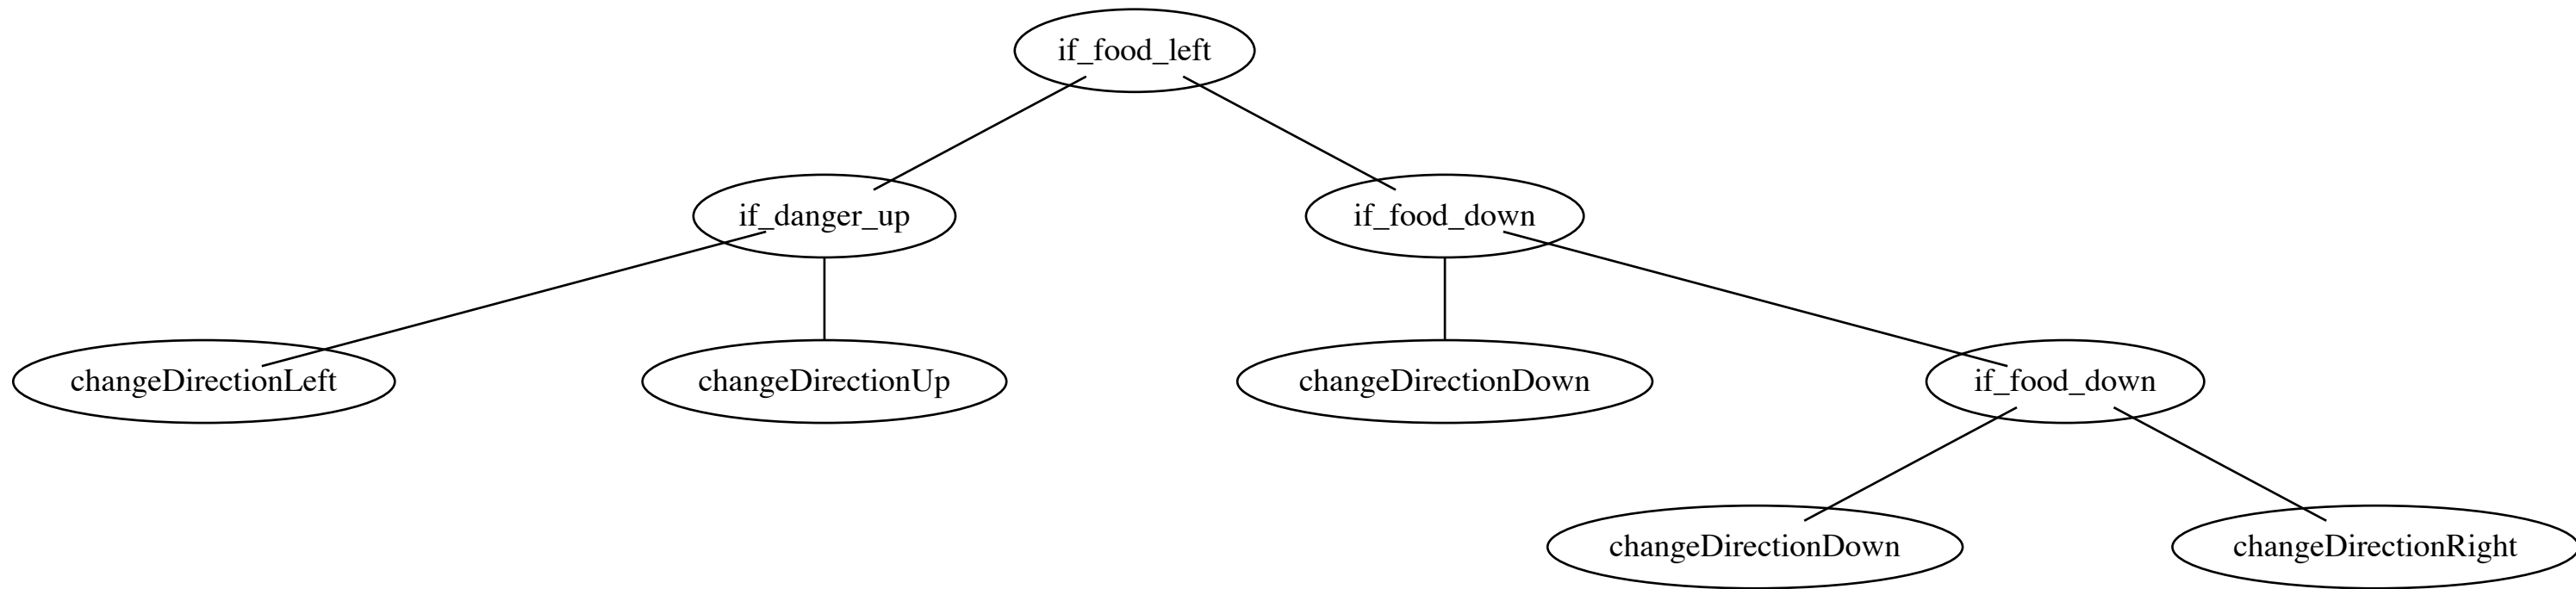 if_food_left
if_danger_up
if_food_down
changeDirectionLeft
changeDirectionUp
changeDirectionDown
if_food_down
changeDirectionDown
changeDirectionRight